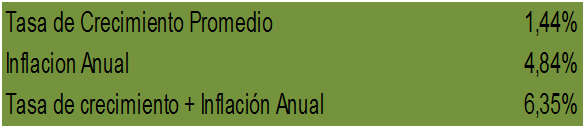 Tasa de Crecimiento Promedio 1,44%
Inflacion Anual 4,84%
Tasa de crecimiento + Inflación Anual 6,35%